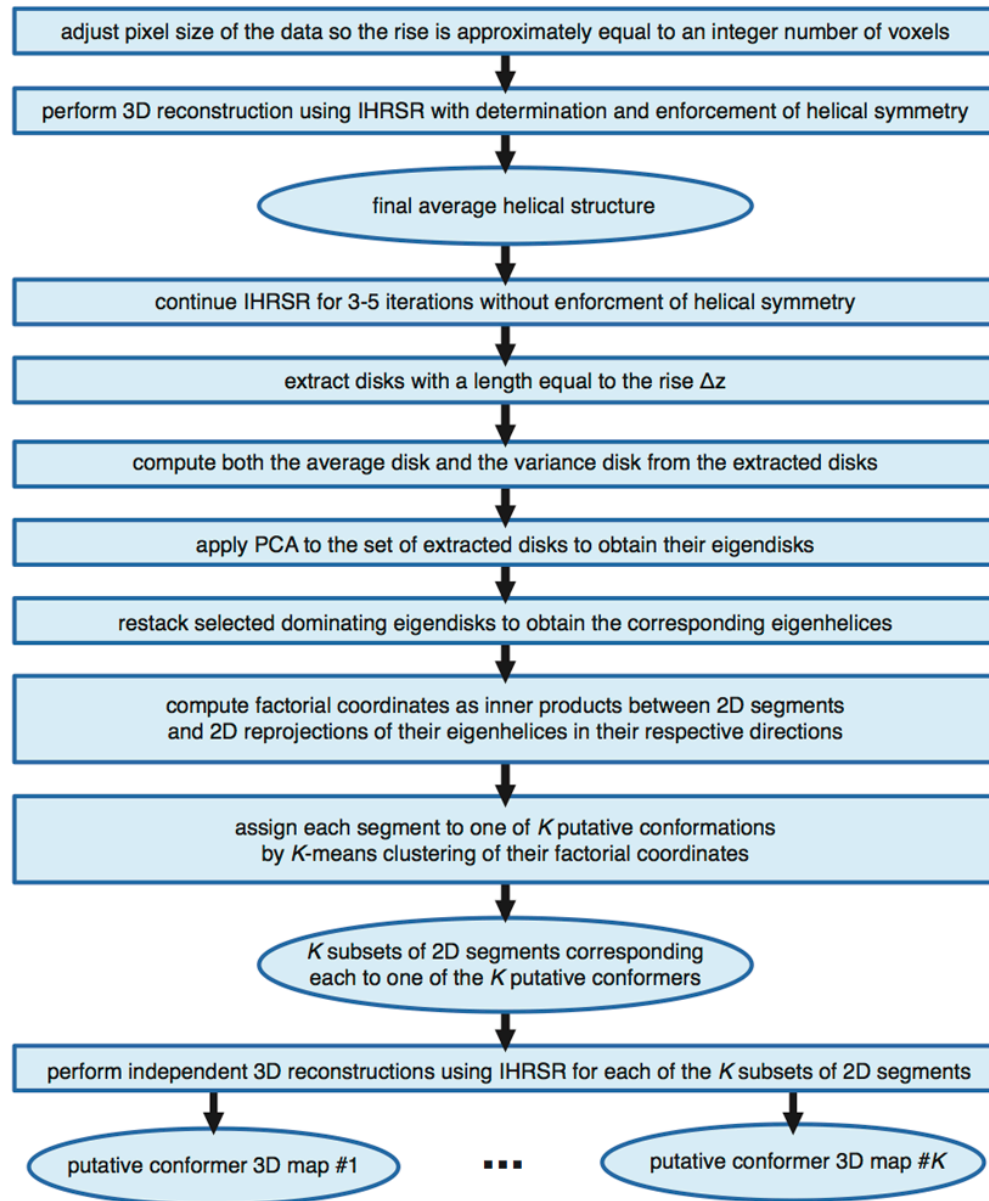 adjust pixel size of the data so the rise is approximately equal to an integer number of voxels
perform 3D reconstruction using IHRSR with determination and enforcement of helical symmetry
final average helical structure
continue IHRSR for 3-5 iterations without enforcment of helical symmetry
extract disks with a length equal to the rise Δz
compute both the average disk and the variance disk from the extracted disks
apply PCA to the set of extracted disks to obtain their eigendisks
restack selected dominating eigendisks to obtain the corresponding eigenhelices
compute factorial coordinates as inner products between 2D segments
and 2D reprojections of their eigenhelices in their respective directions
assign each segment to one of K putative conformations
by K-means clustering of their factorial coordinates
K subsets of 2D segments corresponding
each to one of the K putative conformers
perform independent 3D reconstructions using IHRSR for each of the K subsets of 2D segments
putative conformer 3D map #1
...
putative conformer 3D map #K